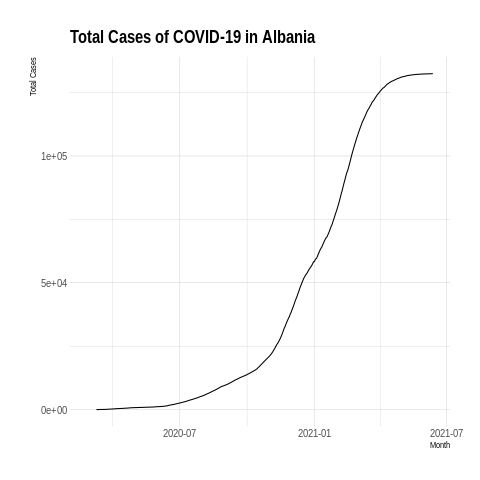 Total Cases of COVID-19 in Albania
Total Cases
1e+05
5e+04
0e+00
2020-07 2021-01 2021-07
Month